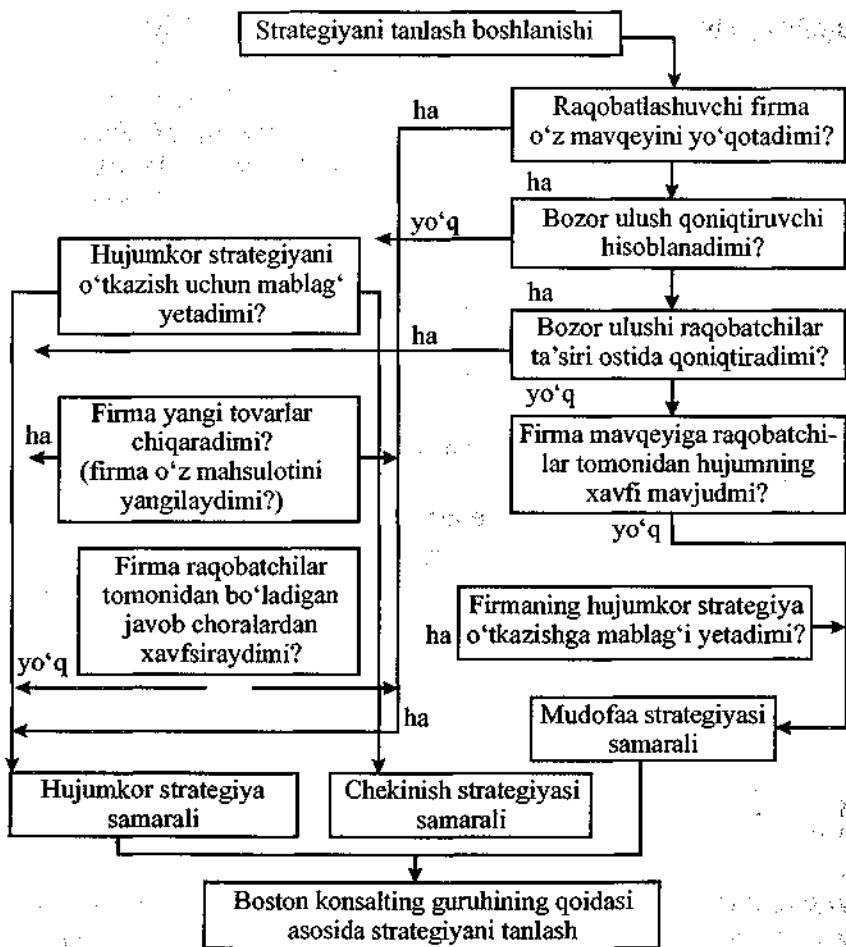 Strategiyani tanlash boshlanishi
ha
Raqobatlashuvchi firma
o‘z mavqeyini yo‘qotadimi?
ha
yo‘q
Bozor ulush qoniqtiruvchi
hisoblanadimi?
Hujumkor strategiyani
o‘tkazish uchun mablag‘
yetadimi?
ha
ha
Bozor ulushi raqobatchilar
ta’siri ostida qoniqtiradimi?
yo‘q
ha
Firma yangi tovarlar
chiqaradimi?
(firma o‘z mahsulotini
yangilaydimi?)
Firma mavqeyiga raqobatchi-
lar tomonidan hujumning
xavfi mavjudmi?
yo‘q
Firma raqobatchilar
tomonidan bo‘ladigan
javob choralardan
xavfsiraydimi?
yo‘q
ha
Firmaning hujumkor strategiya
o‘tkazishga mablag‘i yetadimi?
ha
Mudofaa strategiyasi
samarali
Hujumkor strategiya
samarali
Chekinish strategiyasi
samarali
Boston konsalting guruhining qoidasi
asosida strategiyani tanlash